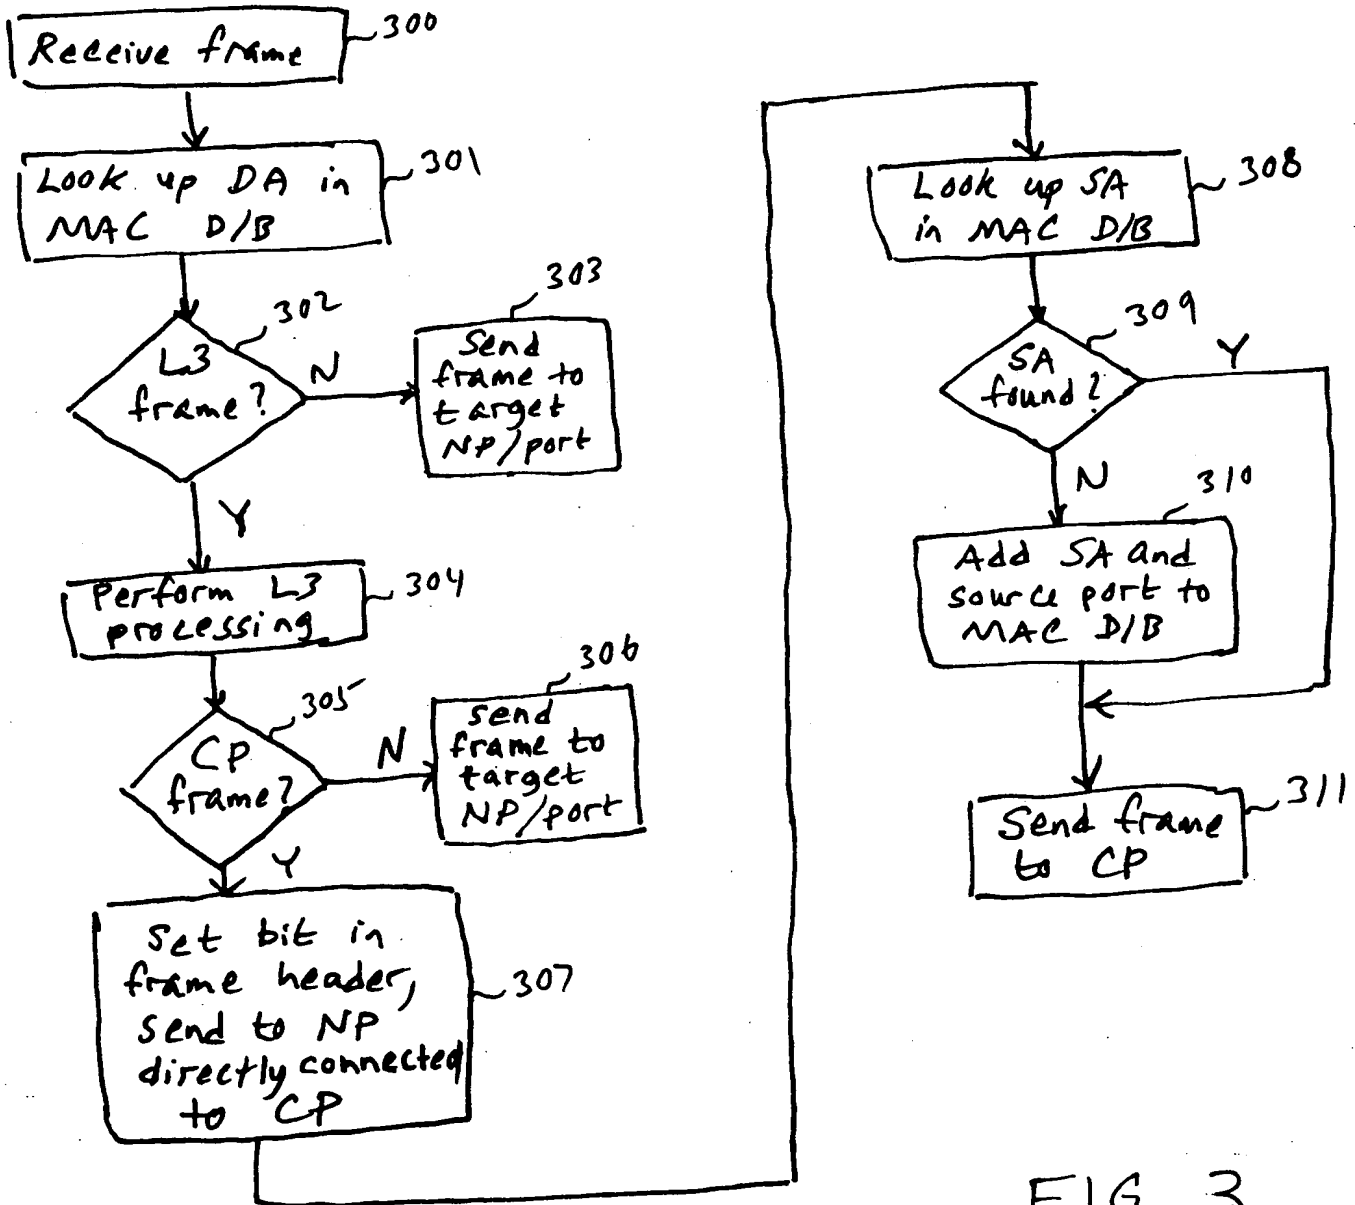 Receive frame
300
Look up DA in
MAC D/B
301
L3
frame?
302
N
Send
frame to
target
NP/port
303
Y
Perform L3
processing
304
CP
frame?
305
N
send
frame to
target
NP/port
306
Y
Set bit in
frame header,
send to NP
directly connected
to CP
307
Look up SA
in MAC D/B
308
SA
found?
309
Y
N
Add SA and
source port to
MAC D/B
310
Send frame
to CP
311
FIG. 3